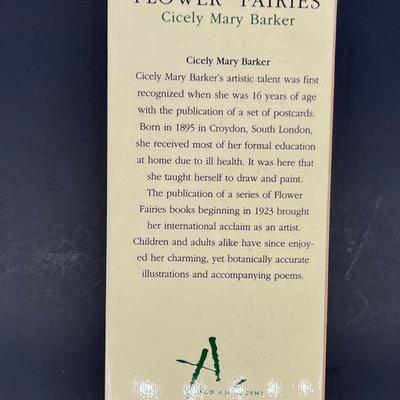 FLOWER FAIRIES
Cicely Mary Barker
Cicely Mary Barker
Cicely Mary Barker's artistic talent was first
recognized when she was 16 years of age
with the publication of a set of postcards.
Born in 1895 in Croydon, South London,
she received most of her formal education
at home due to ill health. It was here that
she taught herself to draw and paint.
The publication of a series of Flower
Fairies books beginning in 1923 brought
her international acclaim as an artist.
Children and adults alike have since enjoy-
ed her charming, yet botanically accurate
illustrations and accompanying poems.